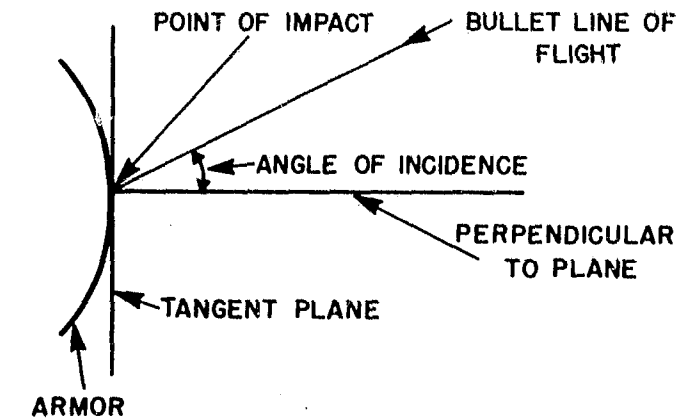 POINT OF IMPACT
BULLET LINE OF
FLIGHT
ANGLE OF INCIDENCE
PERPENDICULAR
TO PLANE
TANGENT PLANE
ARMOR